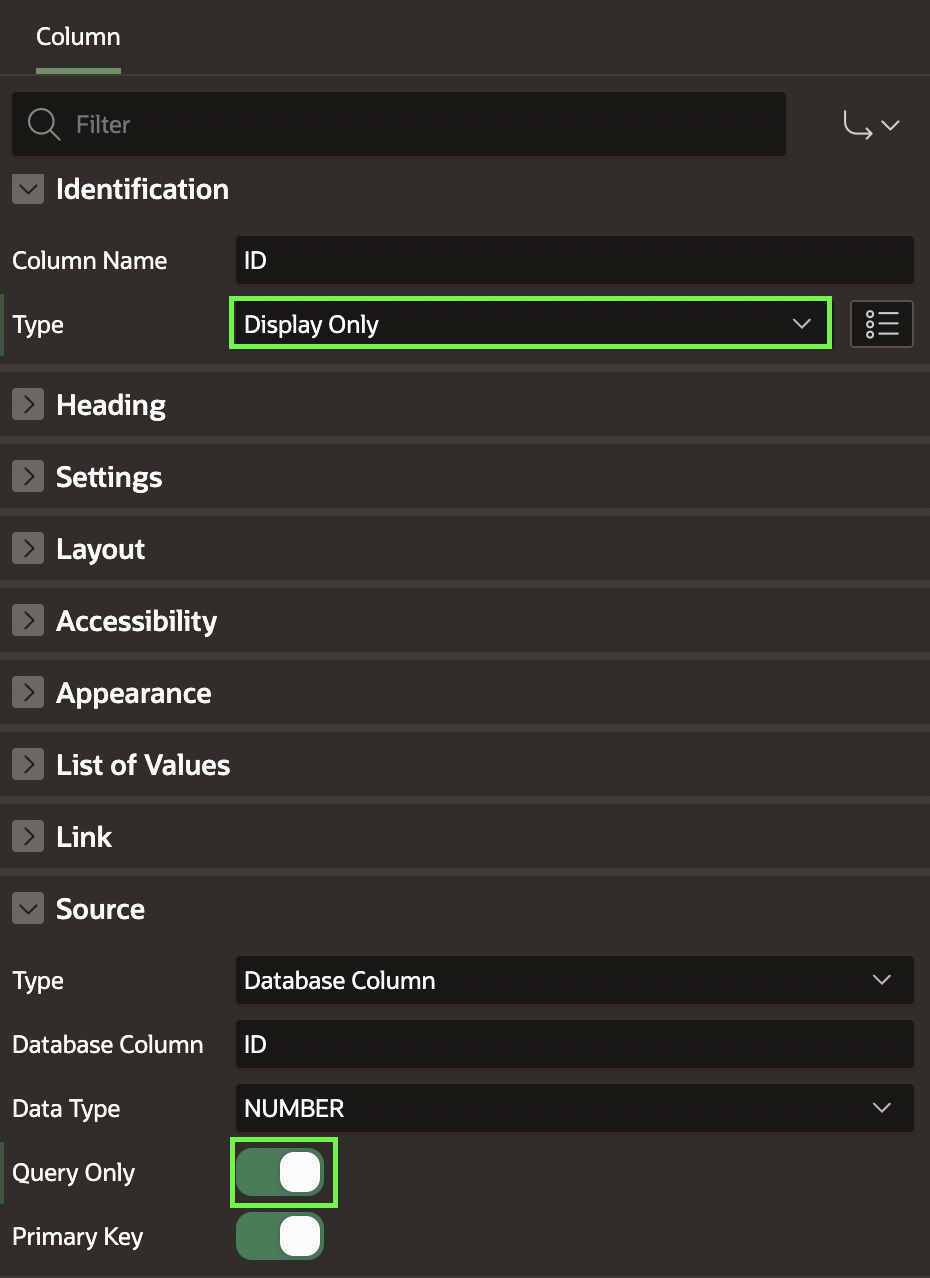 Column
Filter
Identification
Column Name ID
Type Display Only
Heading
Settings
Layout
Accessibility
Appearance
List of Values
Link
Source
Type Database Column
Database Column ID
Data Type NUMBER
Query Only
Primary Key